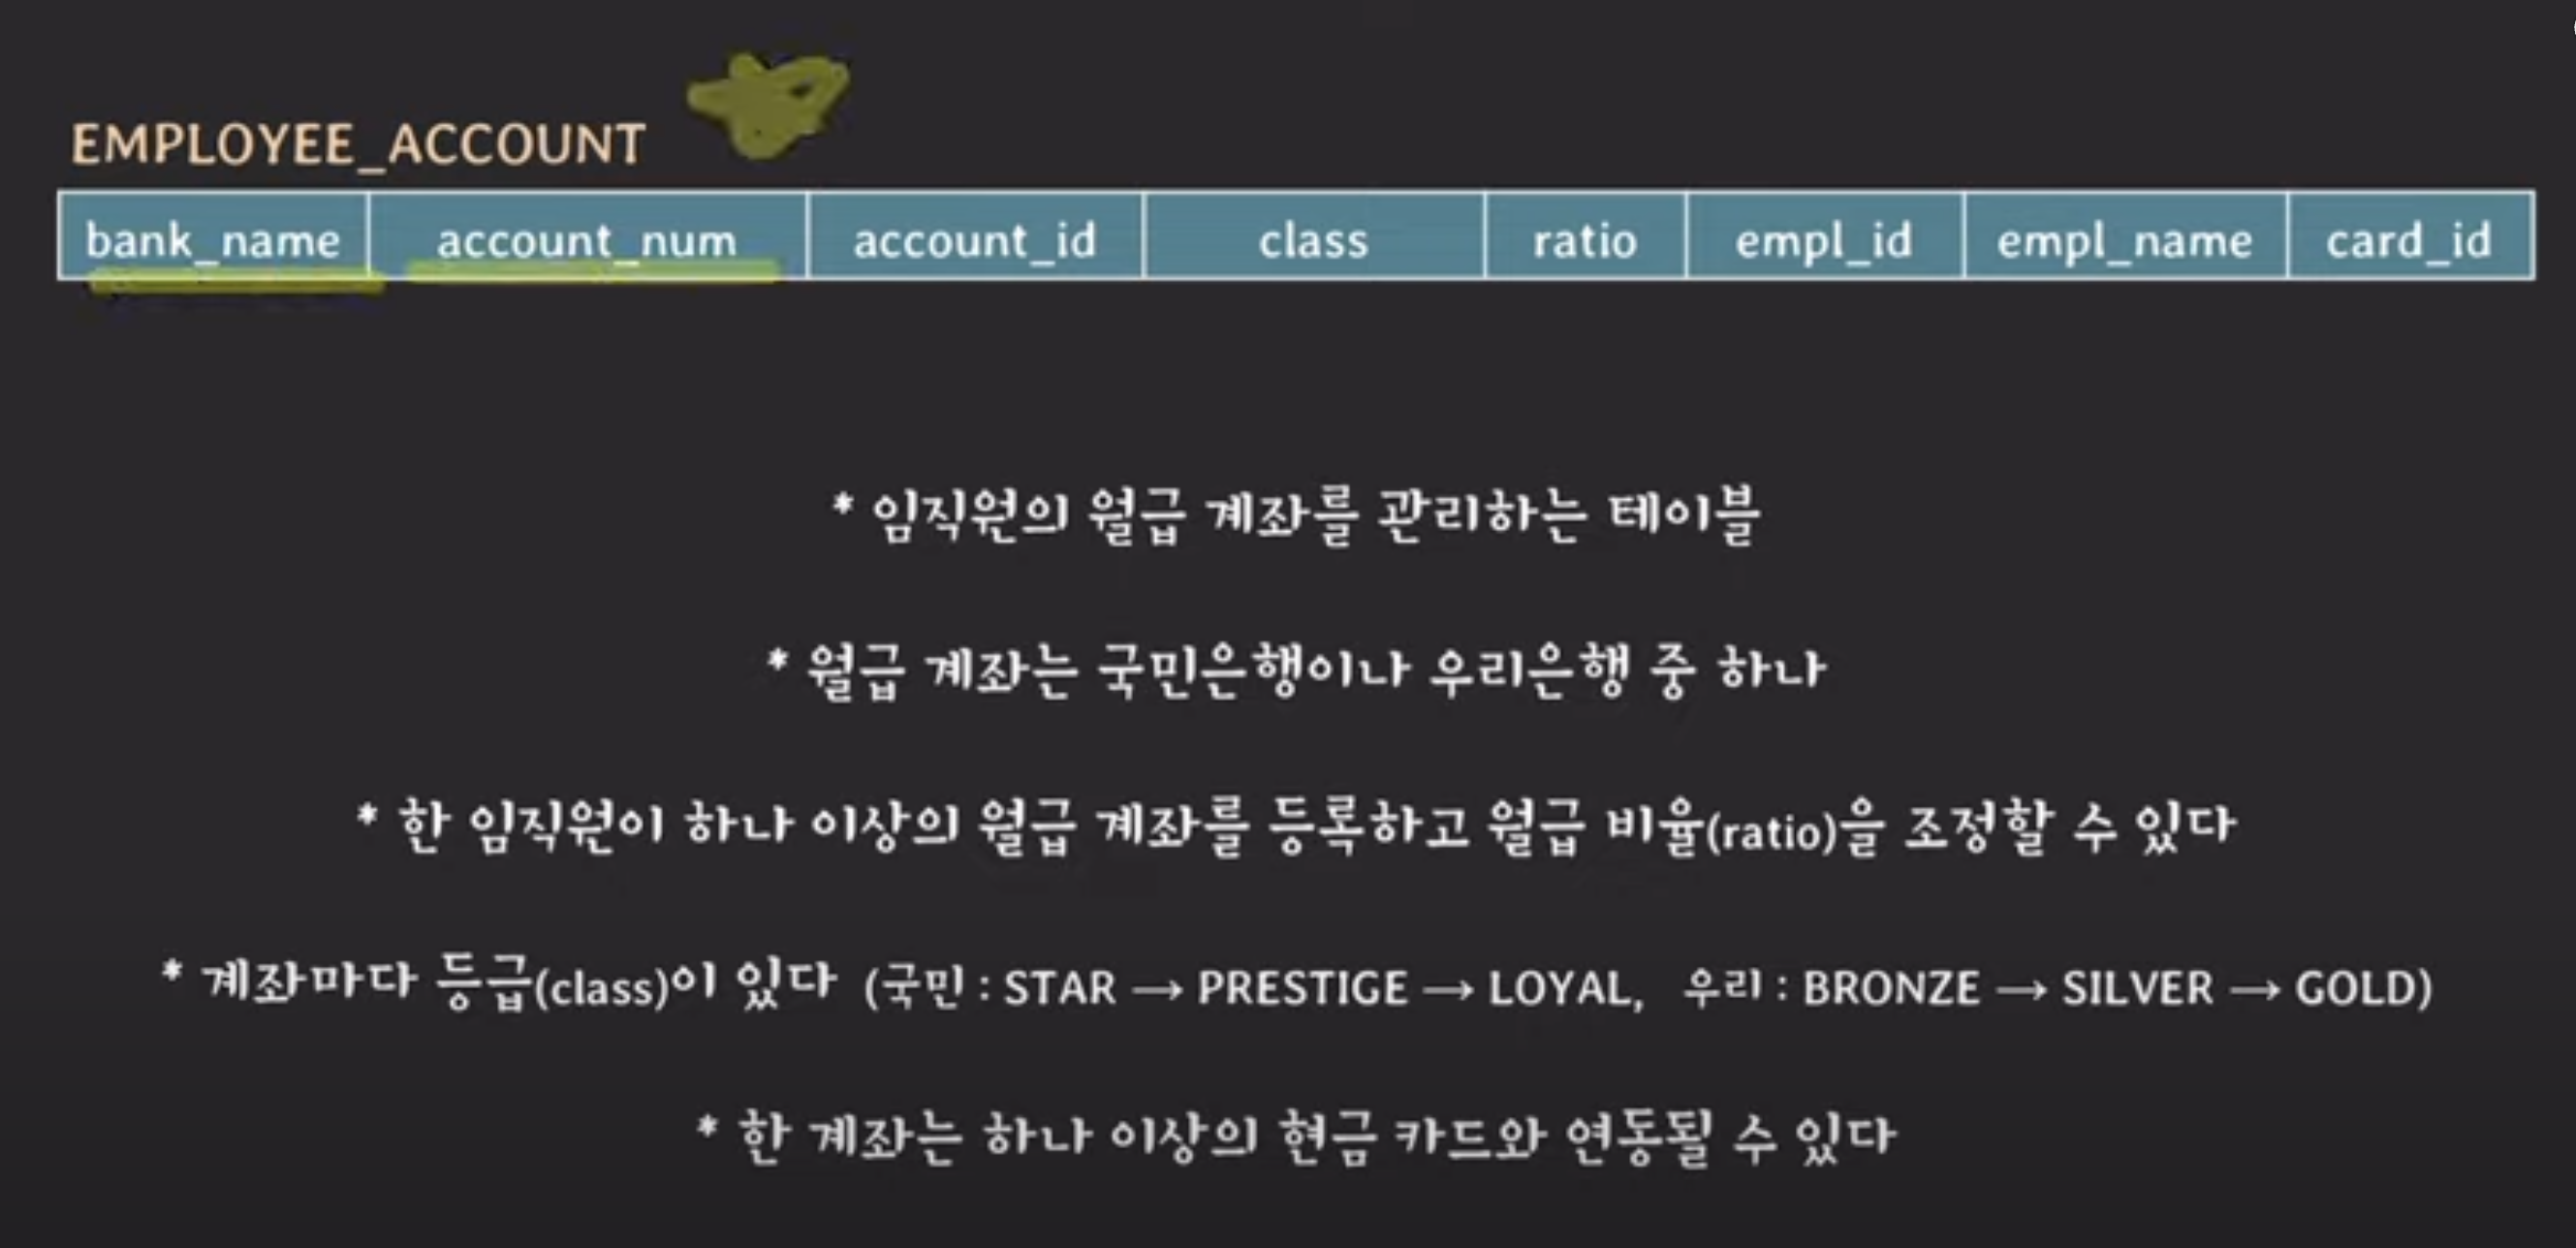 EMPLOYEE_ACCOUNT
bank_name account_num account_id class ratio empl_id empl_name card_id
* 임직원의 월급 계좌를 관리하는 테이블
* 월급 계좌는 국민은행이나 우리은행 중 하나
* 한 임직원이 하나 이상의 월급 계좌를 등록하고 월급 비율(ratio)을 조정할 수 있다
* 계좌마다 등급(class)이 있다 (국민 : STAR → PRESTIGE → LOYAL, 우리 : BRONZE → SILVER → GOLD)
* 한 계좌는 하나 이상의 현금 카드와 연동될 수 있다